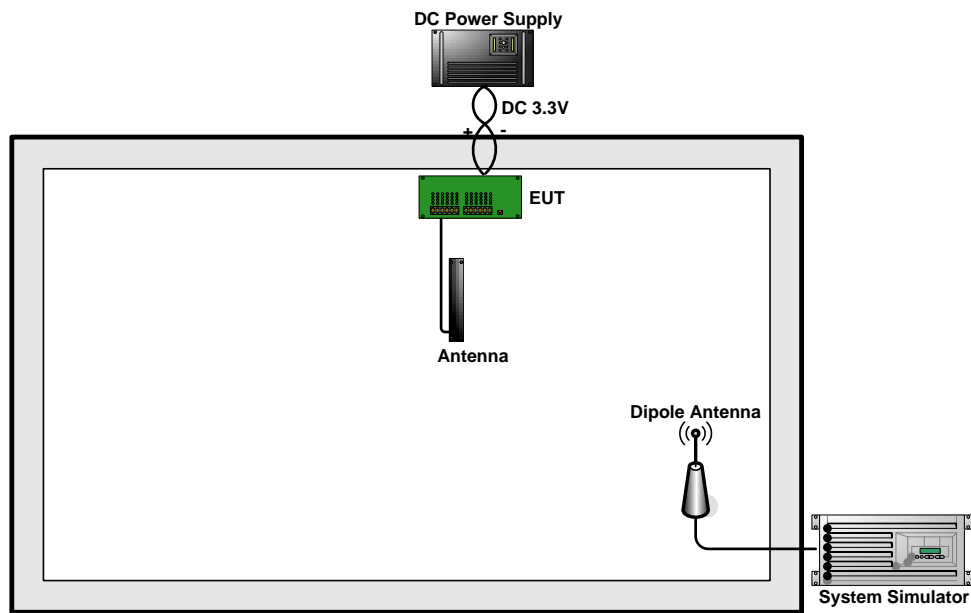 DC Power Supply
DC 3.3V
+ -
EUT
Antenna
Dipole Antenna
System Simulator